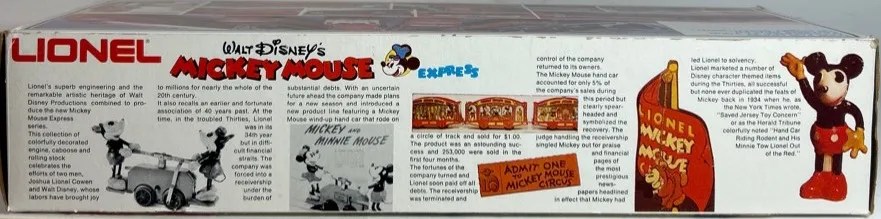 LIONEL
WALT DISNEY'S
MICKEY MOUSE
EXPRESS
Lionel's superb engineering and the
remarkable artistic heritage of Walt
Disney Productions combined to pro-
duce the new Mickey
Mouse Express
series.
This collection of
colorfully decorated
engine, caboose and
rolling stock
celebrates the
efforts of two men,
Joshua Lionel Cowen
and Walt Disney, whose
labors have brought joy
to millions for nearly the whole of the
20th century.
It also recalls an earlier and fortunate
association of 40 years past. At the
time, in the troubled Thirties, Lionel
was in its
34th year
but in diffi-
cult financial
straits. The
company was
forced into a
receivership
under the
burden of
substantial debts. With an uncertain
future ahead the company made plans
for a new season and introduced a
new product line featuring a Mickey
Mouse wind-up hand car that rode on
MICKEY AND
MINNIE MOUSE
a circle of track and sold for $1.00.
The product was an astounding suc-
cess and 253,000 were sold in the
first four months.
The fortunes of the
company turned and
Lionel soon paid off all
debts. The receivership
was terminated and
ADMIT ONE
TO
MICKEY MOUSE
CIRCUS
control of the company
returned to its owners.
The Mickey Mouse hand car
accounted for only 5% of
the company's sales during
this period but
clearly spear-
headed and
symbolized the
recovery. The
judge handling the receivership
singled Mickey out for praise
and financial
pages of
the most
prestigious
news-
papers headlined
in effect that Mickey had
LIONEL
MICKEY
MOUSE
led Lionel to solvency.
Lionel marketed a number of
Disney character themed items
during the Thirties, all successful
but none ever duplicated the feats of
Mickey back in 1934 when he, as
the New York Times wrote,
"Saved Jersey Toy Concern"
or as the Herald Tribune
colorfully noted "Hand Car
Riding Rodent and His
Minnie Tow Lionel Out
of the Red."